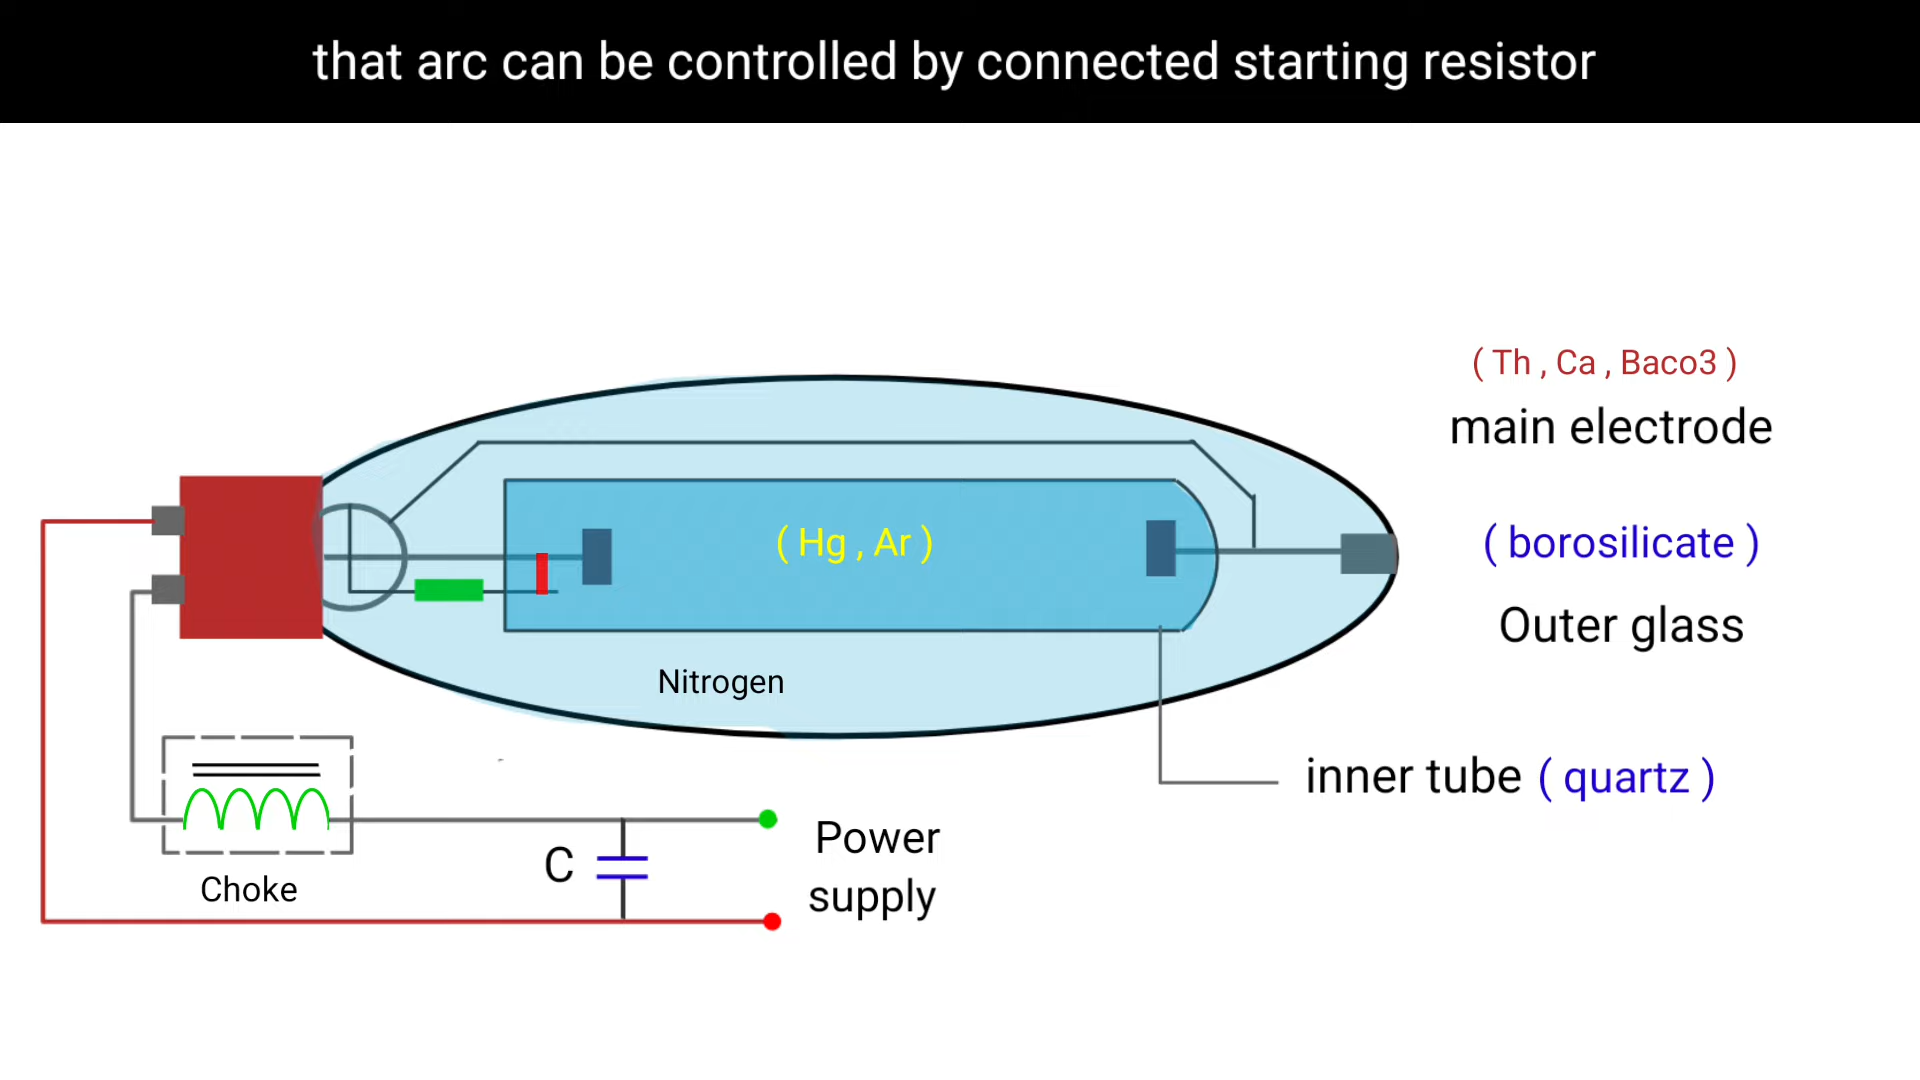 that arc can be controlled by connected starting resistor
( Th , Ca , Baco3 )
main electrode
( Hg , Ar )
( borosilicate )
Outer glass
Nitrogen
inner tube ( quartz )
Choke
C
Power
supply